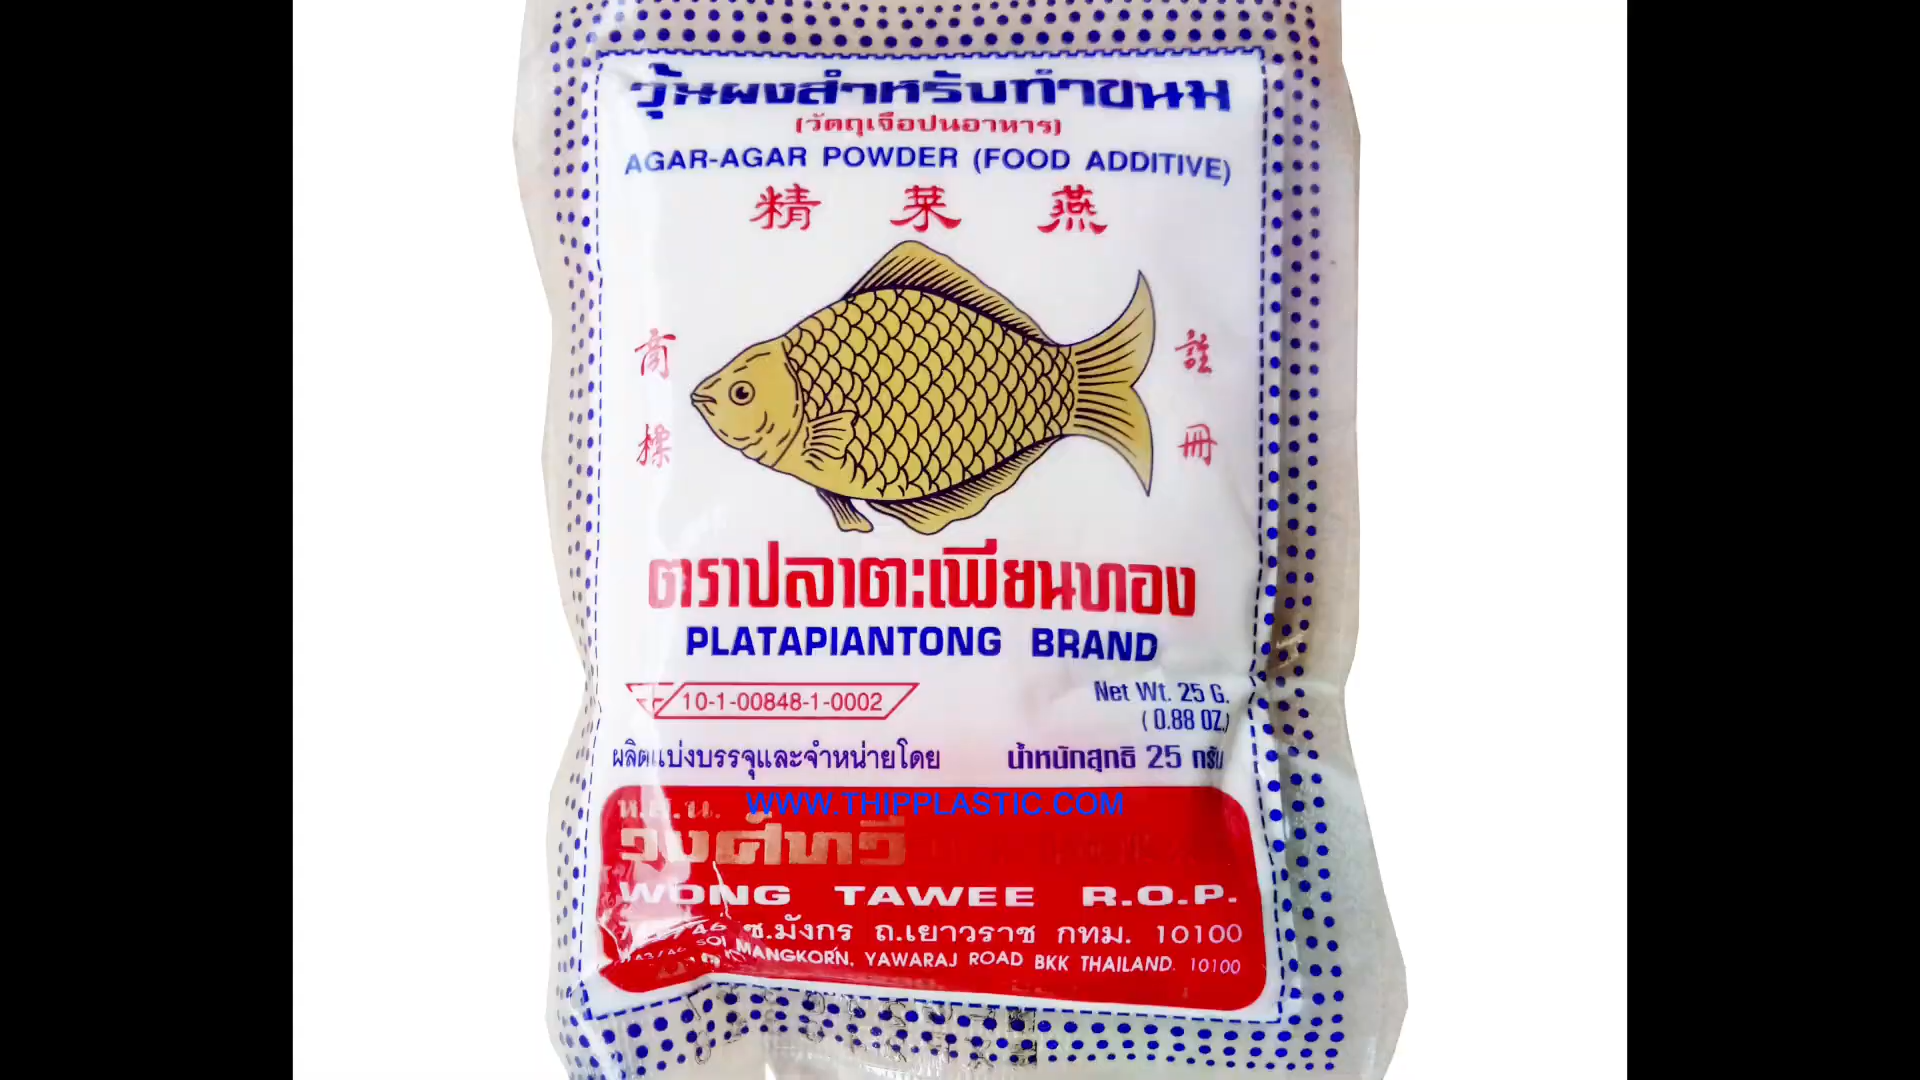 วุ้นผงสำหรับทำขนม
(วัตถุเจือปนอาหาร)
AGAR-AGAR POWDER (FOOD ADDITIVE)
精 菜 燕
商 標
註 冊
ตราปลาตะเพียนทอง
PLATAPIANTONG BRAND
10-1-00848-1-0002
Net Wt. 25 G.
(0.88 OZ.)
ผลิตแบ่งบรรจุและจำหน่ายโดย
น้ำหนักสุทธิ 25 กรัม
WWW.THIPPLASTIC.COM
ห.ส.น.
วงศ์ทวี
WONG TAWEE R.O.P.
ซ.มังกร ถ.เยาวราช กทม. 10100
SOI MANGKORN, YAWARAJ ROAD BKK THAILAND. 10100